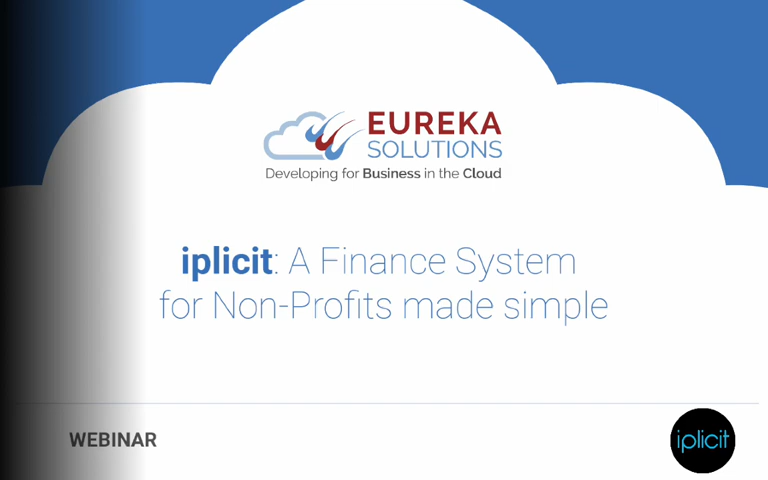 EUREKA
SOLUTIONS
Developing for Business in the Cloud
iplicit: A Finance System
for Non-Profits made simple
WEBINAR
iplicit